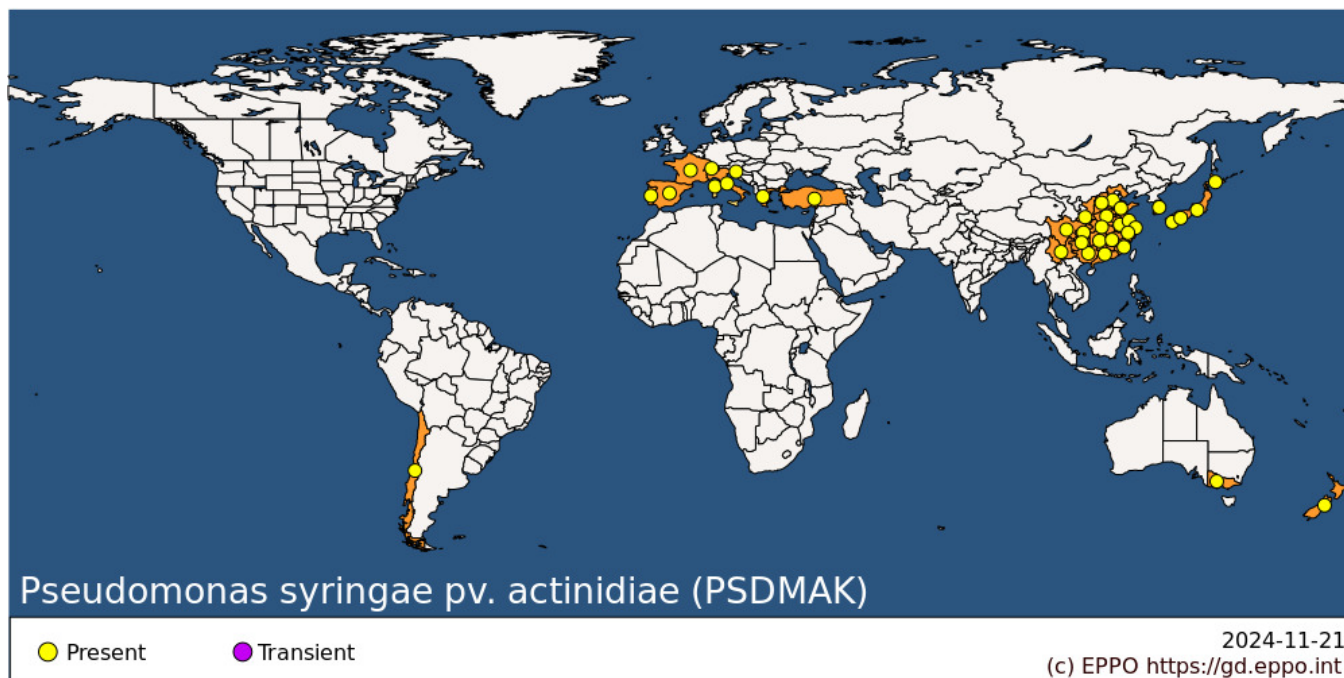 Pseudomonas syringae pv. actinidiae (PSDMAK)
Present
Transient
2024-11-21
(c) EPPO https://gd.eppo.int